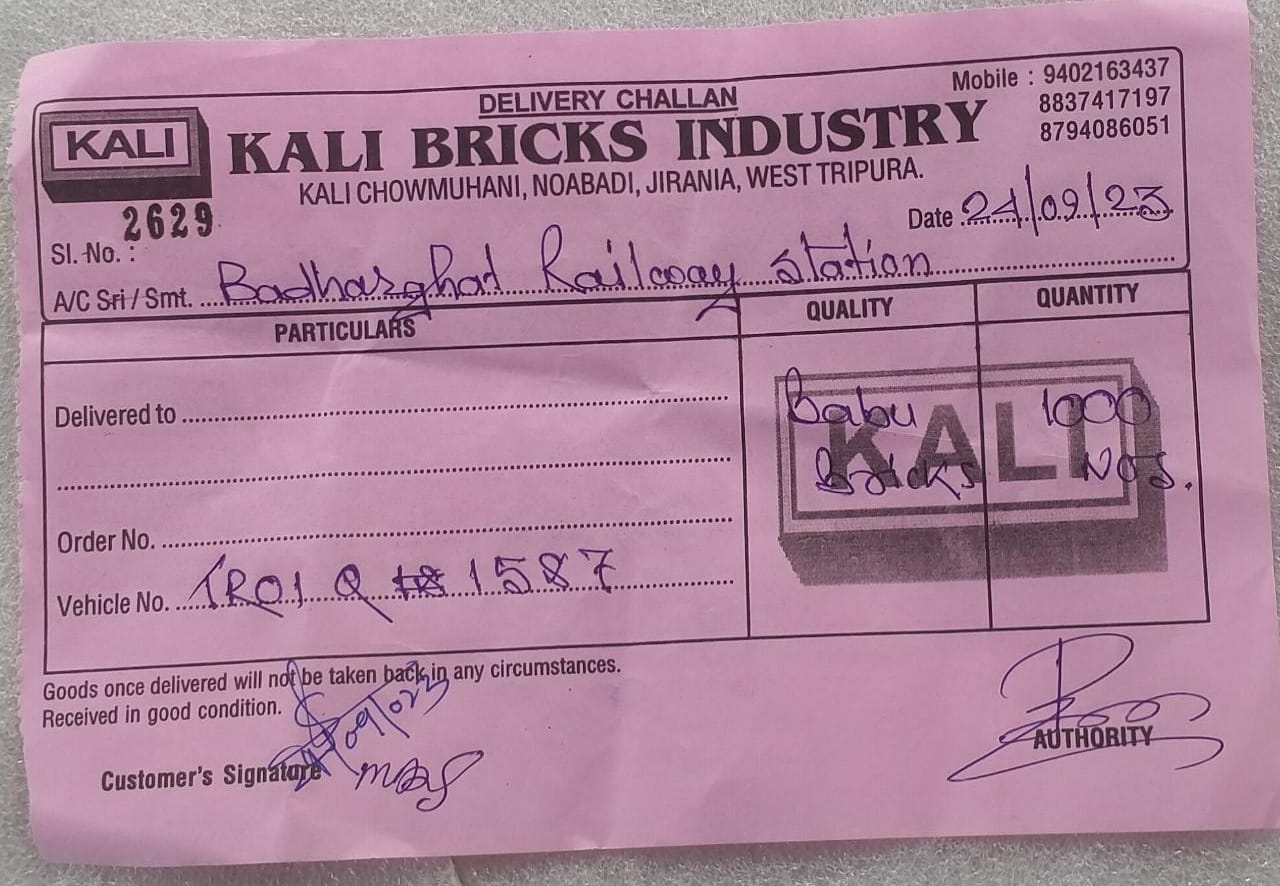 DELIVERY CHALLAN
Mobile : 9402163437
8837417197
8794086051
KALI
KALI BRICKS INDUSTRY
KALI CHOWMUHANI, NOABADI, JIRANIA, WEST TRIPURA.
2629
Sl. No. :
Date 24/09/23
A/C Sri / Smt. Badharghat Railway Station
PARTICULARS QUALITY QUANTITY
Delivered to
Babu 1000
KALI
Bricks NOS.
Order No.
Vehicle No. TR01 Q 1587
Goods once delivered will not be taken back in any circumstances.
Received in good condition.
24/09/023
Customer's Signature
AUTHORITY